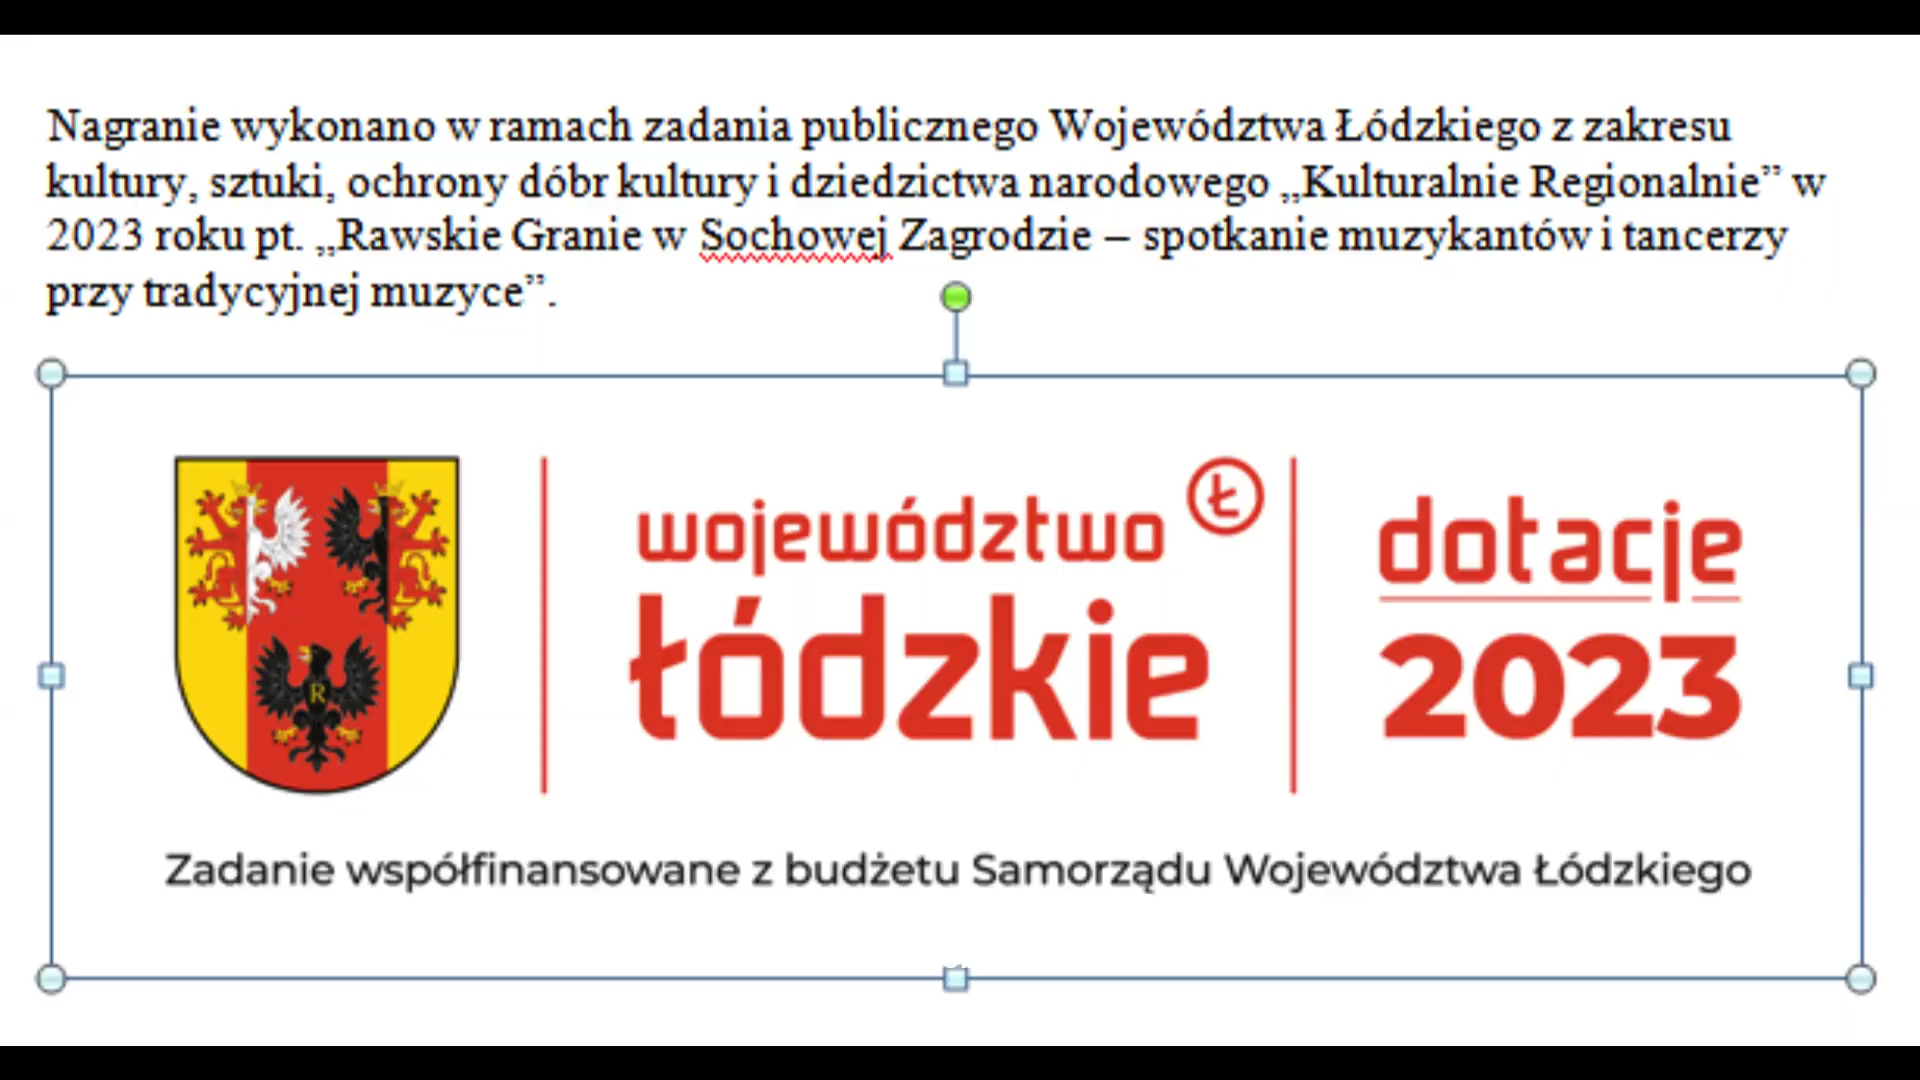 Nagranie wykonano w ramach zadania publicznego Województwa Łódzkiego z zakresu
kultury, sztuki, ochrony dóbr kultury i dziedzictwa narodowego „Kulturalnie Regionalnie” w
2023 roku pt. „Rawskie Granie w Sochowej Zagrodzie – spotkanie muzykantów i tancerzy
przy tradycyjnej muzyce”.
R
województwo Ł
łódzkie
dotacje
2023
Zadanie współfinansowane z budżetu Samorządu Województwa Łódzkiego